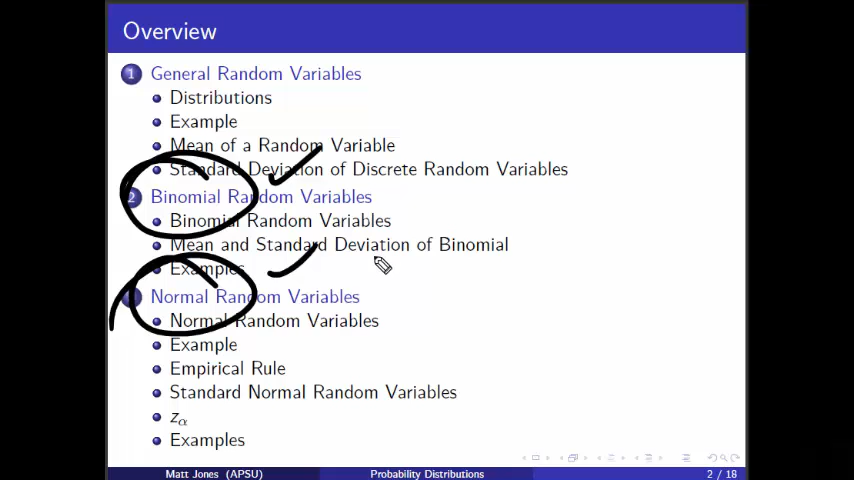 Overview
1 General Random Variables
Distributions
Example
Mean of a Random Variable
Standard Deviation of Discrete Random Variables
2 Binomial Random Variables
Binomial Random Variables
Mean and Standard Deviation of Binomial
Examples
Normal Random Variables
Normal Random Variables
Example
Empirical Rule
Standard Normal Random Variables
zα
Examples
Matt Jones (APSU) Probability Distributions 2 / 18